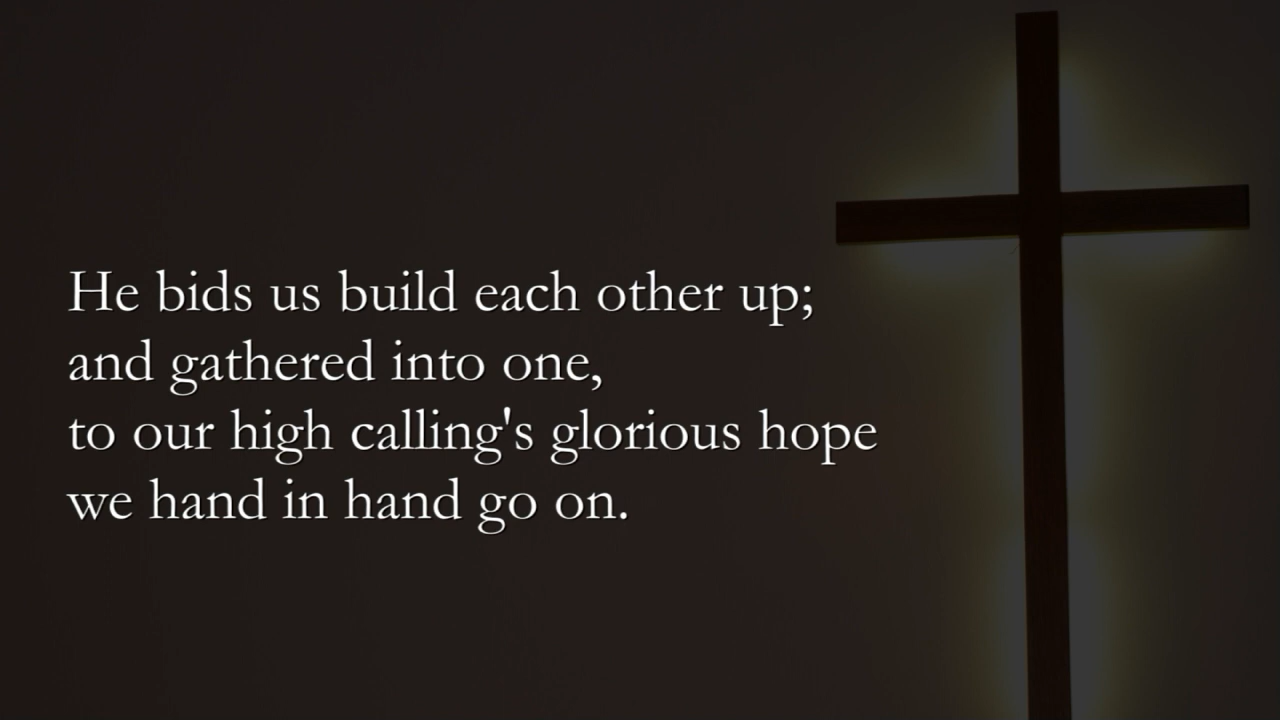 He bids us build each other up;
and gathered into one,
to our high calling's glorious hope
we hand in hand go on.